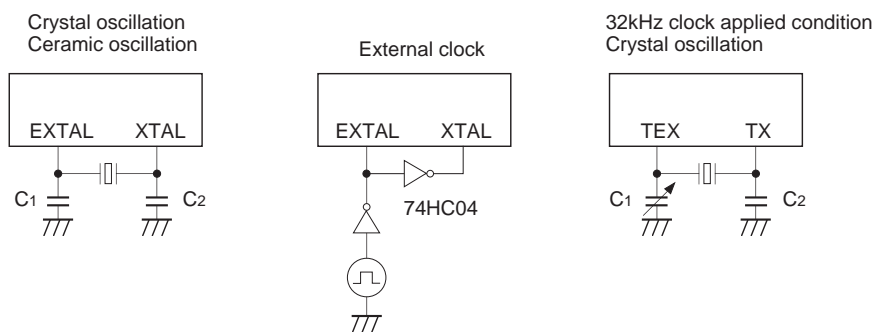 Crystal oscillation
Ceramic oscillation
EXTAL XTAL
C1 C2
External clock
EXTAL XTAL
74HC04
32kHz clock applied condition
Crystal oscillation
TEX TX
C1 C2